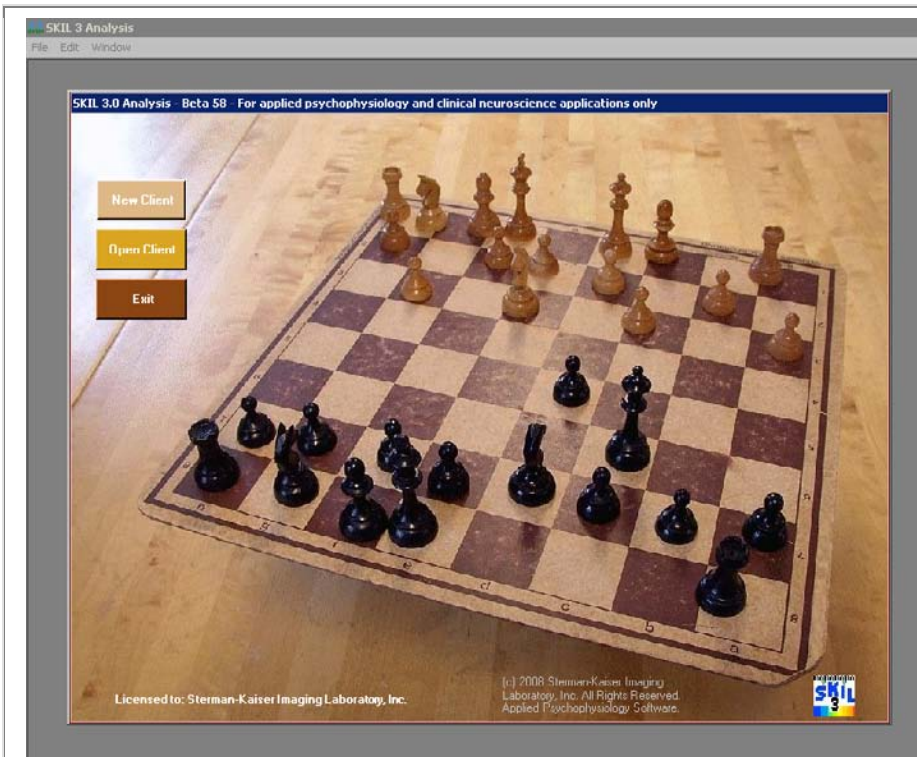 SKIL 3 Analysis
File Edit Window
SKIL 3.0 Analysis - Beta 58 - For applied psychophysiology and clinical neuroscience applications only
New Client
Open Client
Exit
h
g
f
e
d
c
b
a
Licensed to: Sterman-Kaiser Imaging Laboratory, Inc.
(c) 2008 Sterman-Kaiser Imaging
Laboratory, Inc. All Rights Reserved.
Applied Psychophysiology Software.
SKIL
3